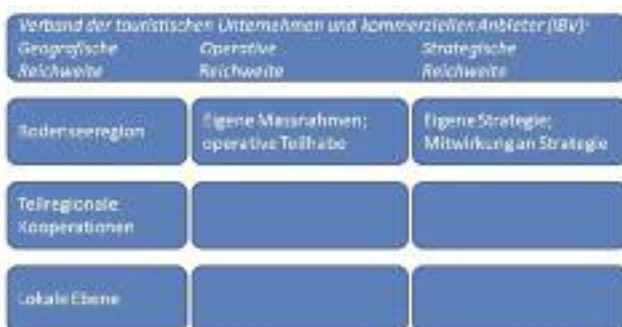 Verband der touristischen Unternehmen und kommerziellen Anbieter (IBV):
Geografische Reichweite
Operative Reichweite
Strategische Reichweite
Bodenseeregion
Eigene Massnahmen;
operative Teilhabe
Eigene Strategie;
Mitwirkung an Strategie
Teilregionale
Kooperationen
Lokale Ebene